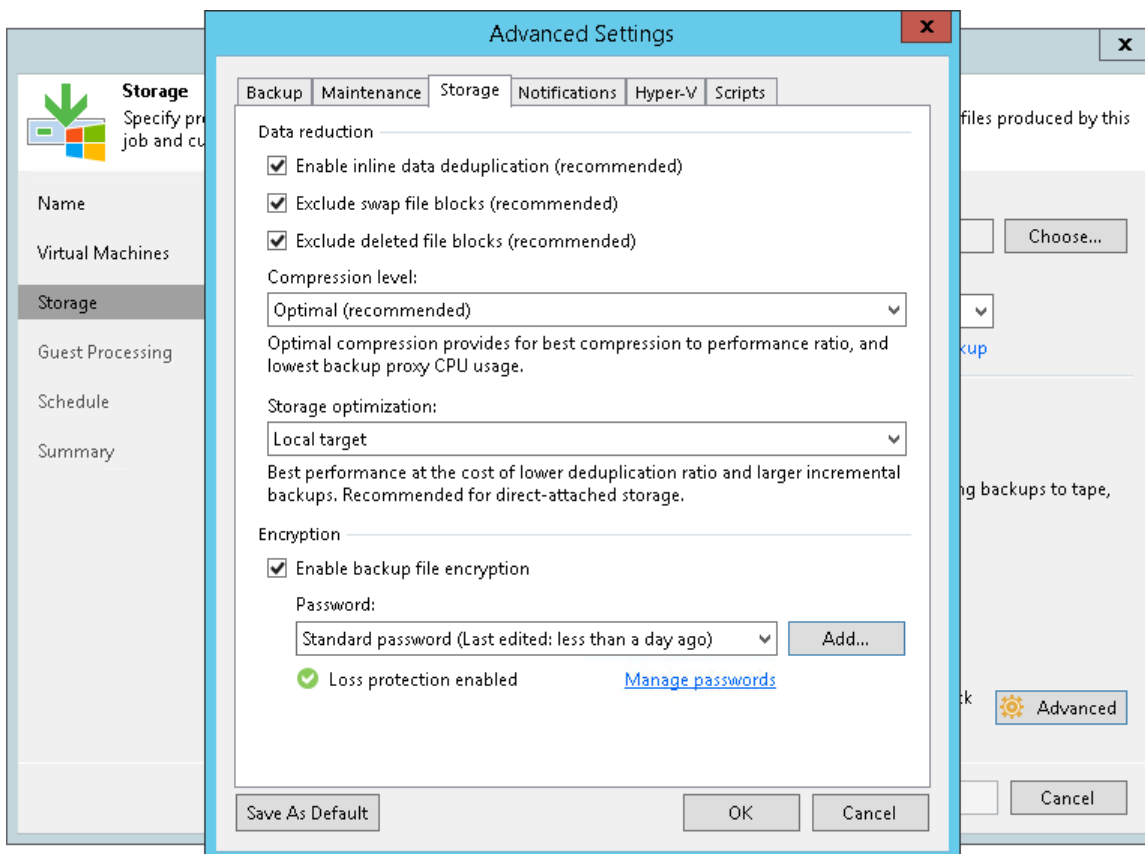 Advanced Settings
x
x
Storage
Specify pr
job and cu
files produced by this
Name
Virtual Machines
Storage
Guest Processing
Schedule
Summary
Backup
Maintenance
Storage
Notifications
Hyper-V
Scripts
Data reduction
Enable inline data deduplication (recommended)
Exclude swap file blocks (recommended)
Exclude deleted file blocks (recommended)
Compression level:
Optimal (recommended)
Optimal compression provides for best compression to performance ratio, and
lowest backup proxy CPU usage.
Storage optimization:
Local target
Best performance at the cost of lower deduplication ratio and larger incremental
backups. Recommended for direct-attached storage.
Encryption
Enable backup file encryption
Password:
Standard password (Last edited: less than a day ago)
Add...
Loss protection enabled
Manage passwords
Save As Default
OK
Cancel
Choose...
kup
ng backups to tape,
ck
Advanced
Cancel